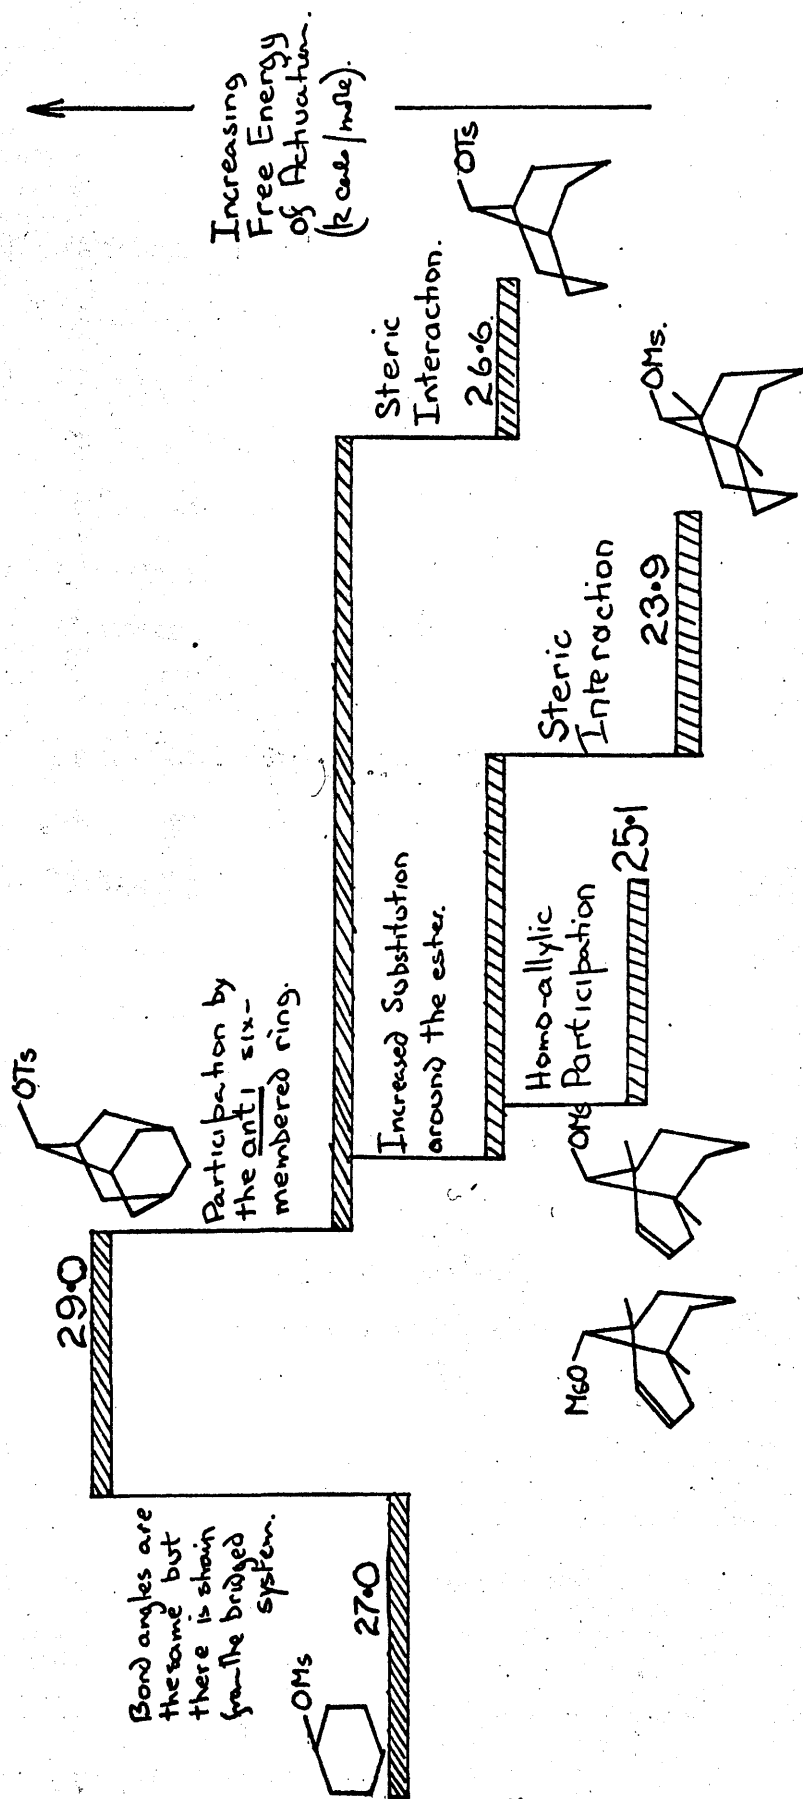 Increasing
Free Energy
of Activation.
(k cals/mole).
OTs
29.0
Participation by
the anti six-
membered ring.
Bond angles are
the same but
there is strain
from the bridged
system.
OMs
27.0
Steric
Interaction.
26.6.
OTs
Increased Substitution
around the ester.
Homo-allylic
Participation
25.1
MsO
OMs
Steric
Interaction
23.9
OMs.